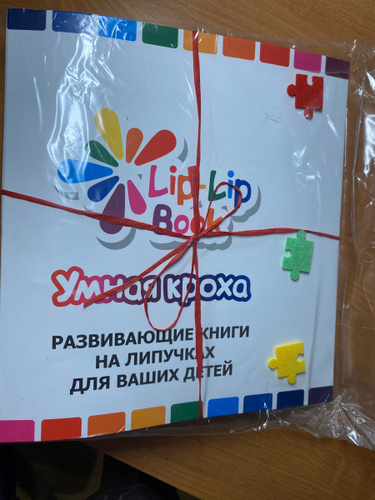 Lip-Lip
Book
Умная кроха
РАЗВИВАЮЩИЕ КНИГИ
НА ЛИПУЧКАХ
ДЛЯ ВАШИХ ДЕТЕЙ